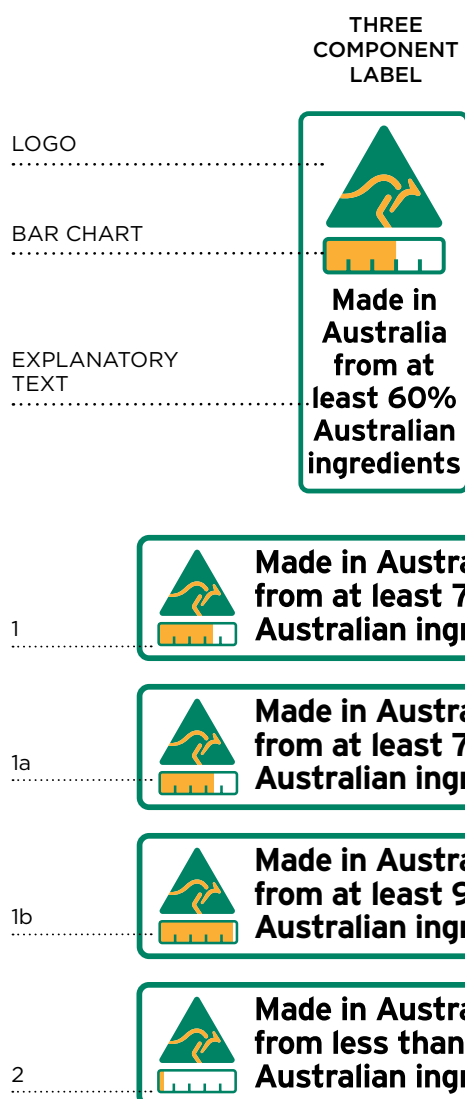 THREE
COMPONENT
LABEL
LOGO
BAR CHART
EXPLANATORY
TEXT
Made in
Australia
from at
least 60%
Australian
ingredients
1
Made in
from at least
Australian
1a
Made in
from at least
Australian
1b
Made in
from at least
Australian
2
Made in
from less than
Australian